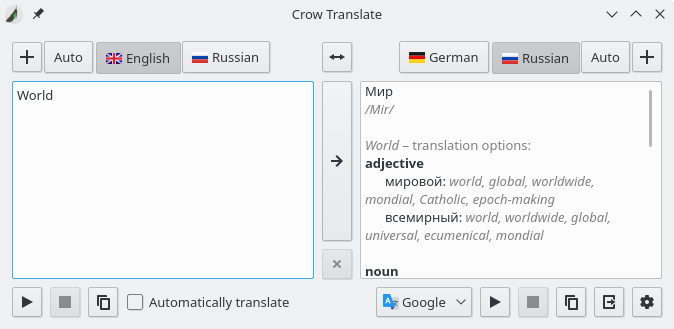 Crow Translate
Auto English Russian
German Russian Auto
World
Мир
/Mir/
World – translation options:
adjective
мировой: world, global, worldwide,
mondial, Catholic, epoch-making
всемирный: world, worldwide, global,
universal, ecumenical, mondial
noun
Automatically translate
Google